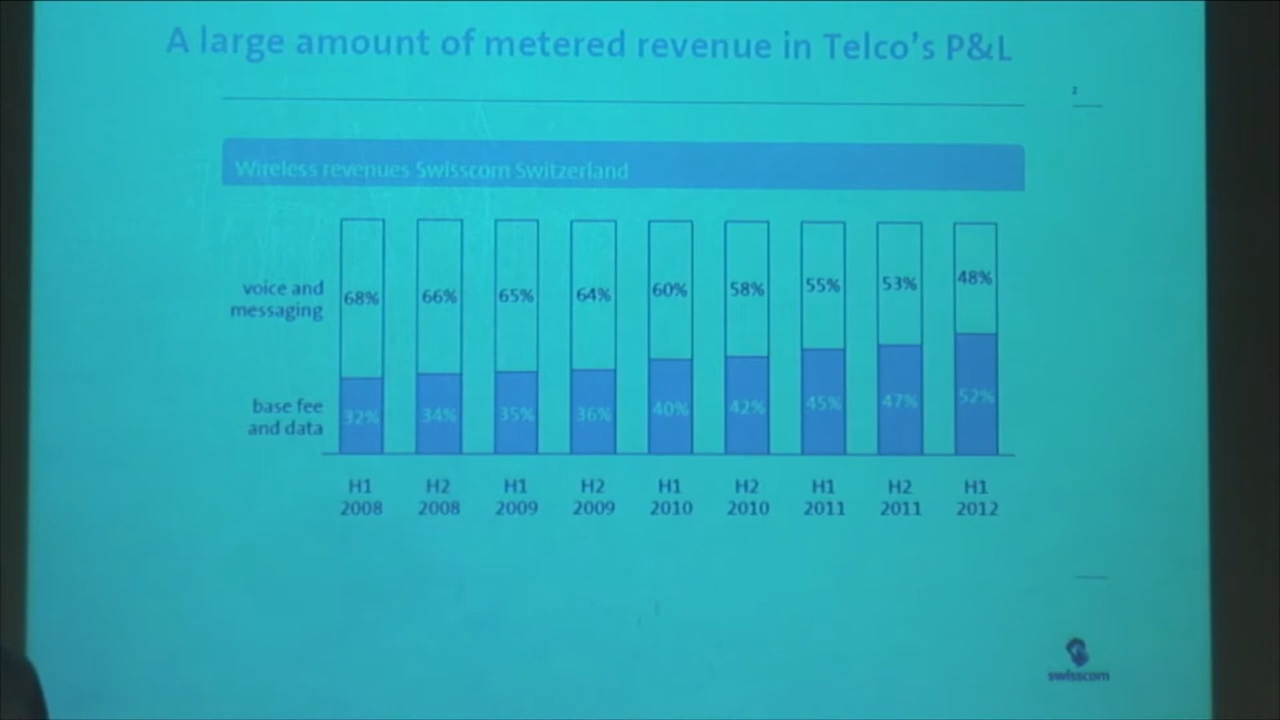 A large amount of metered revenue in Telco's P&L
2
Wireless revenues Swisscom Switzerland
voice and
messaging
68% 66% 65% 64% 60% 58% 55% 53% 48%
base fee
and data
32% 34% 35% 36% 40% 42% 45% 47% 52%
H1 H2 H1 H2 H1 H2 H1 H2 H1
2008 2008 2009 2009 2010 2010 2011 2011 2012
swisscom